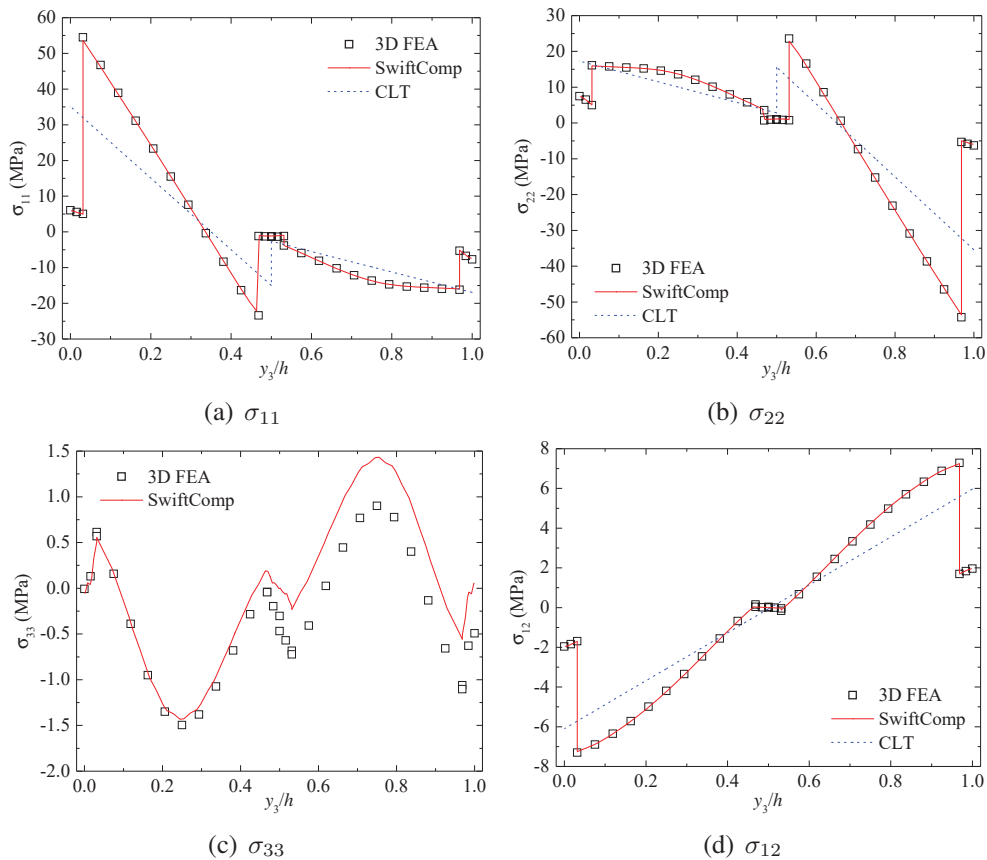 60
50
40
30
20
10
0
-10
-20
-30
σ11 (MPa)
3D FEA
SwiftComp
CLT
0.0 0.2 0.4 0.6 0.8 1.0
y3/h
(a) σ11
30
20
10
0
-10
-20
-30
-40
-50
-60
σ22 (MPa)
3D FEA
SwiftComp
CLT
0.0 0.2 0.4 0.6 0.8 1.0
y3/h
(b) σ22
1.5
1.0
0.5
0.0
-0.5
-1.0
-1.5
-2.0
σ33 (MPa)
3D FEA
SwiftComp
0.0 0.2 0.4 0.6 0.8 1.0
y3/h
(c) σ33
8
6
4
2
0
-2
-4
-6
-8
σ12 (MPa)
3D FEA
SwiftComp
CLT
0.0 0.2 0.4 0.6 0.8 1.0
y3/h
(d) σ12